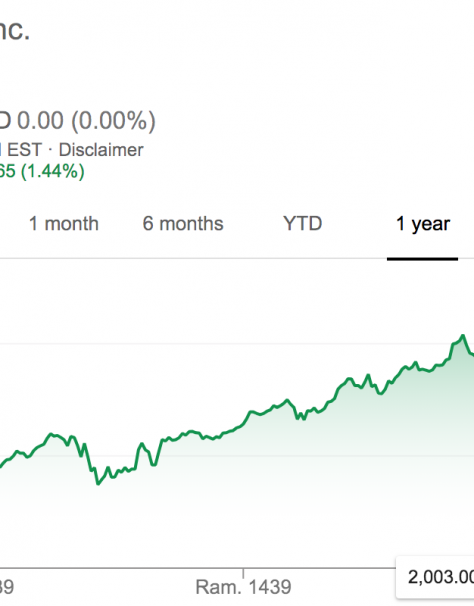 nc.
D 0.00 (0.00%)
EST · Disclaimer
65 (1.44%)
1 month 6 months YTD 1 year
39 Ram. 1439
2,003.00